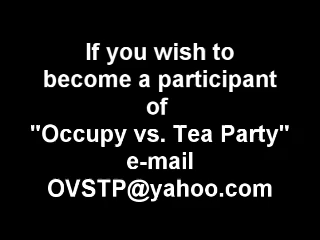 If you wish to
become a participant
of
"Occupy vs. Tea Party"
e-mail
OVSTP@yahoo.com